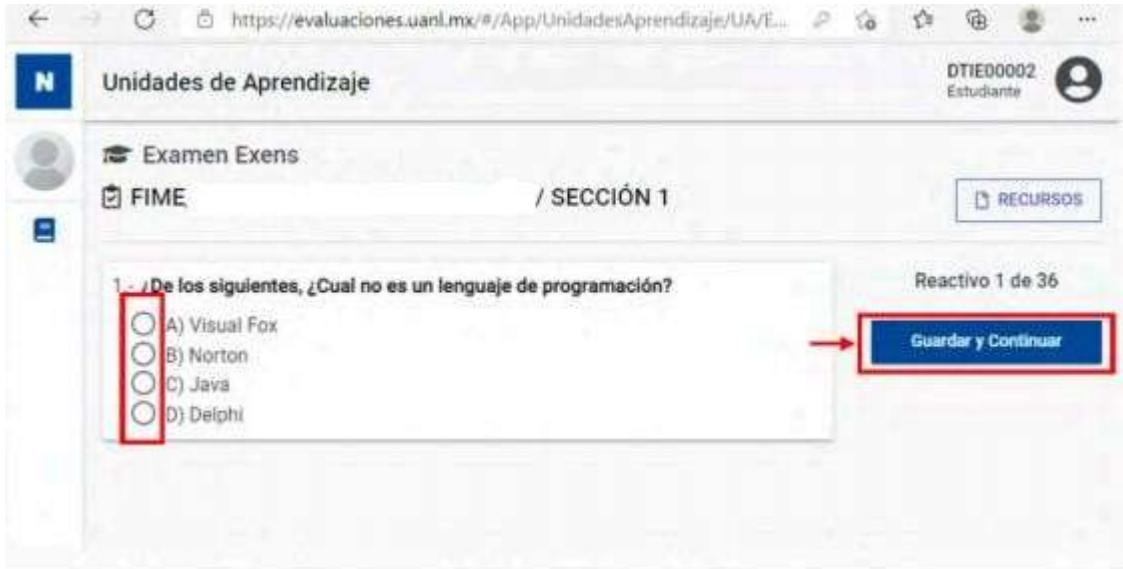 https://evaluaciones.uanl.mx/#/App/UnidadesAprendizaje/UA/E...
N
Unidades de Aprendizaje
DTIE00002
Estudiante
Examen Exens
FIME / SECCIÓN 1
RECURSOS
1.- ¿De los siguientes, ¿Cual no es un lenguaje de programación?
Reactivo 1 de 36
A) Visual Fox
B) Norton
C) Java
D) Delphi
Guardar y Continuar